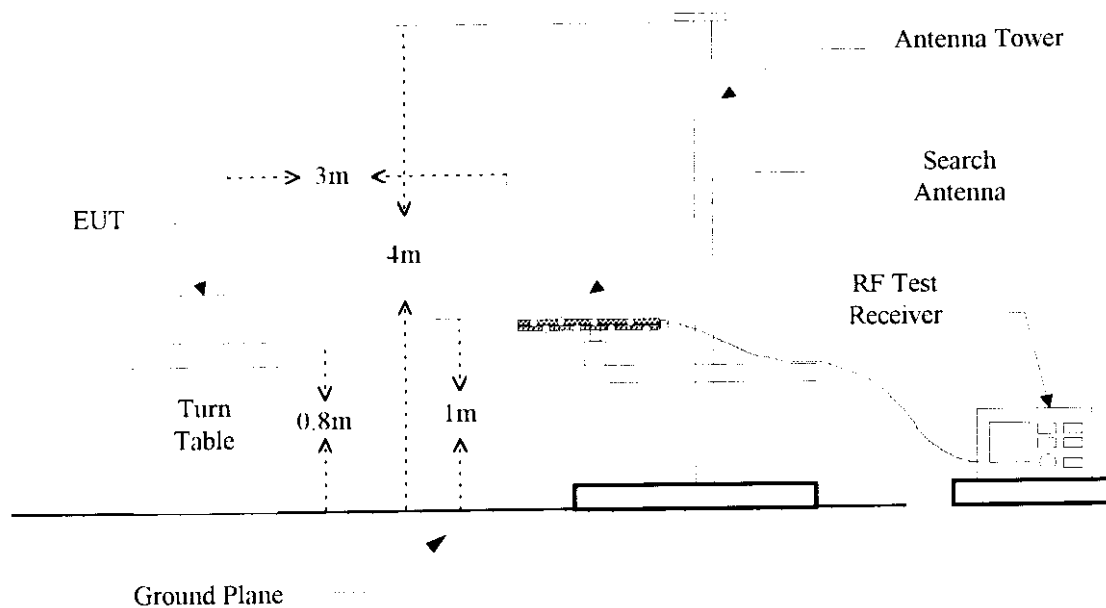 Antenna Tower
3m
Search
Antenna
EUT
4m
RF Test
Receiver
Turn
Table
0.8m
1m
Ground Plane